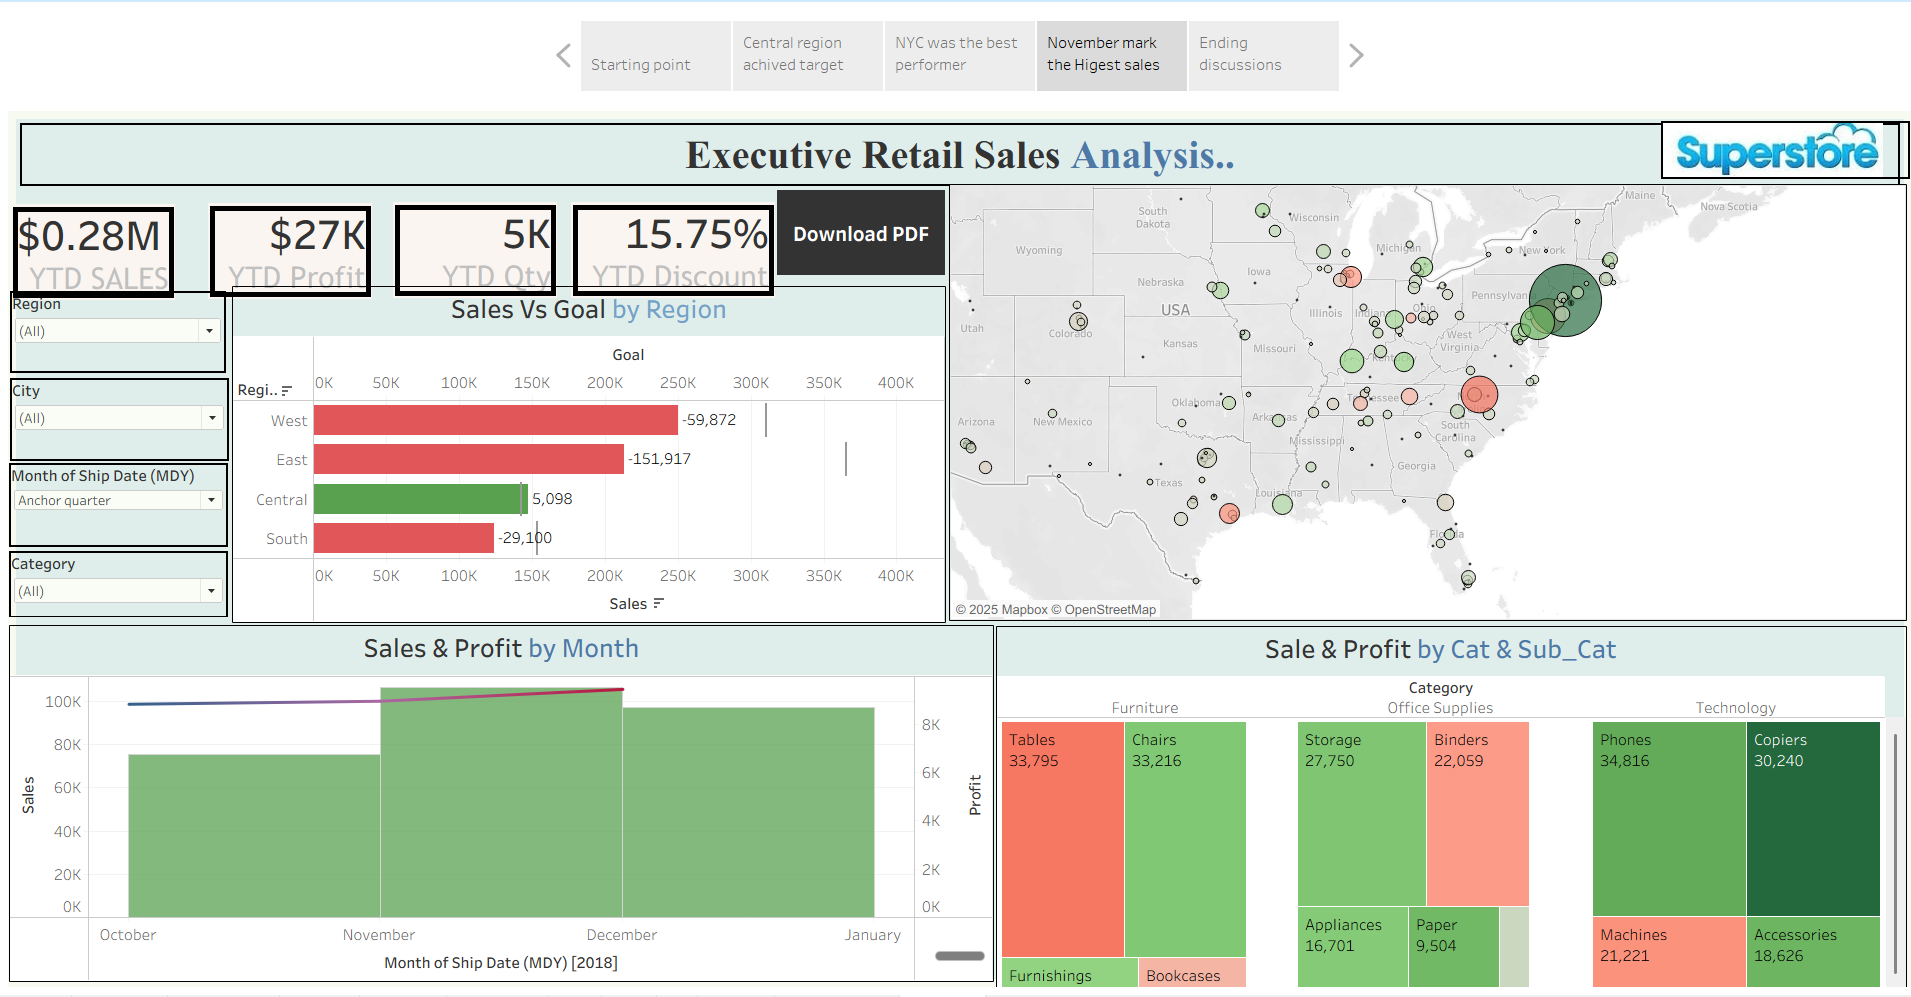 Starting point
Central region
achived target
NYC was the best
performer
November mark
the Higest sales
Ending
discussions
Executive Retail Sales Analysis..
Superstore
$0.28M
YTD SALES
$27K
YTD Profit
5K
YTD Qty
15.75%
YTD Discount
Download PDF
Region
(All)
City
(All)
Month of Ship Date (MDY)
Anchor quarter
Category
(All)
Sales Vs Goal by Region
Goal
Regi..
0K 50K 100K 150K 200K 250K 300K 350K 400K
West -59,872
East -151,917
Central 5,098
South -29,100
0K 50K 100K 150K 200K 250K 300K 350K 400K
Sales
Maine
Nova Scotia
South
Dakota
Wisconsin
Wyoming
Michigan
New York
Iowa
Nebraska
Pennsylvania
USA
Illinois
Utah
Colorado
Kansas
Missouri
West
Virginia
Oklahoma
Arizona
New Mexico
South
Carolina
Mississippi
Georgia
Texas
Louisiana
Florida
© 2025 Mapbox © OpenStreetMap
Sales & Profit by Month
Sales
100K
80K
60K
40K
20K
0K
Profit
8K
6K
4K
2K
0K
October November December January
Month of Ship Date (MDY) [2018]
Sale & Profit by Cat & Sub_Cat
Category
Furniture Office Supplies Technology
Tables
33,795
Chairs
33,216
Furnishings
Bookcases
Storage
27,750
Binders
22,059
Appliances
16,701
Paper
9,504
Phones
34,816
Copiers
30,240
Machines
21,221
Accessories
18,626